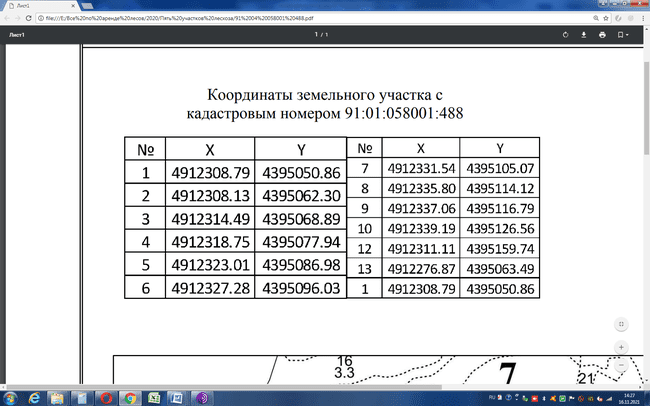 Лист1
file:///E:/Все%20по%20аренде%20лесов/2020/Пять%20участков%20лесхоза/91%2004%20058001%20488.pdf
Лист1
1 / 1
Координаты земельного участка с
кадастровым номером 91:01:058001:488
№ X Y
1 4912308.79 4395050.86
2 4912308.13 4395062.30
3 4912314.49 4395068.89
4 4912318.75 4395077.94
5 4912323.01 4395086.98
6 4912327.28 4395096.03
№ X Y
7 4912331.54 4395105.07
8 4912335.80 4395114.12
9 4912337.06 4395116.79
10 4912339.19 4395126.56
12 4912311.11 4395159.74
13 4912276.87 4395063.49
1 4912308.79 4395050.86
16
3.3
7
21
RU
14:27
16.11.2021